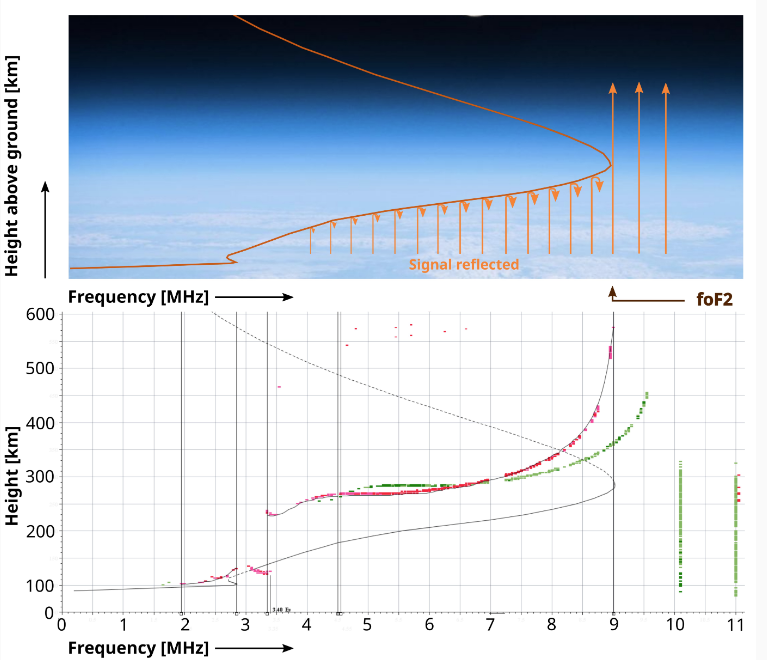 Height above ground [km]
Signal reflected
Frequency [MHz]
foF2
600
500
400
300
200
100
0
Height [km]
0 1 2 3 4 5 6 7 8 9 10 11
Frequency [MHz]